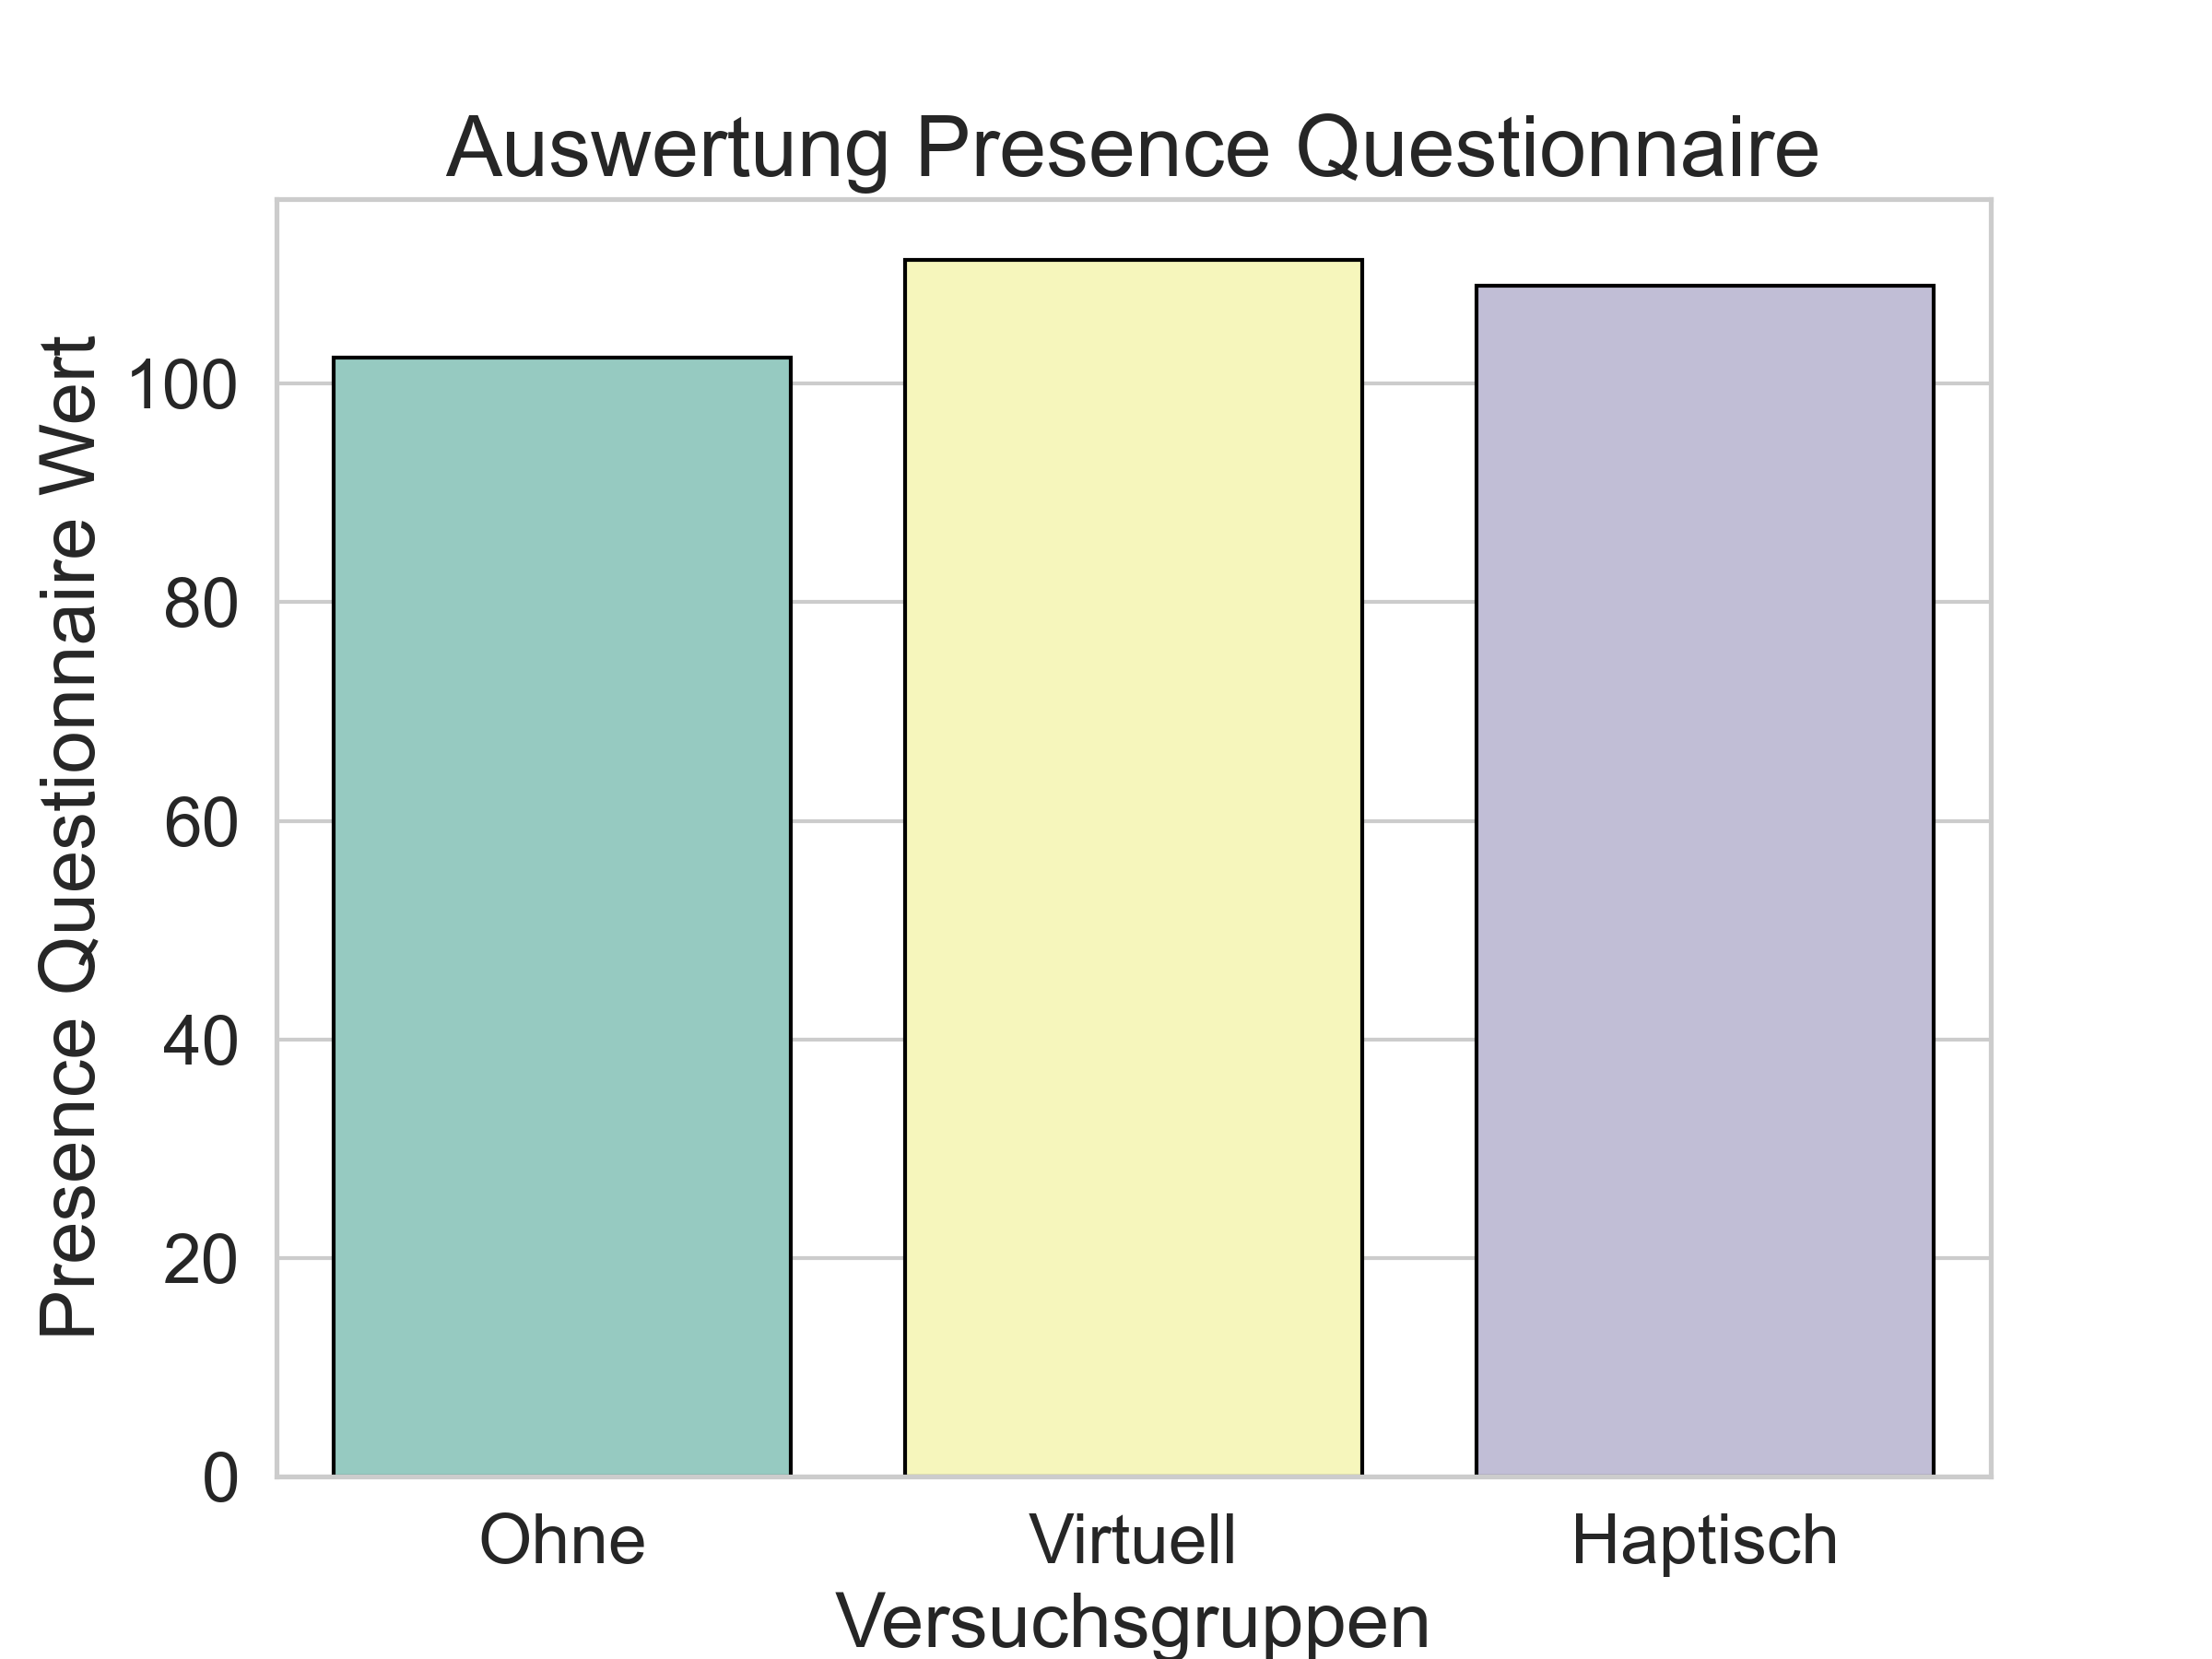 Auswertung Presence Questionnaire
Presence Questionnaire Wert
100
80
60
40
20
0
Ohne
Virtuell
Haptisch
Versuchsgruppen